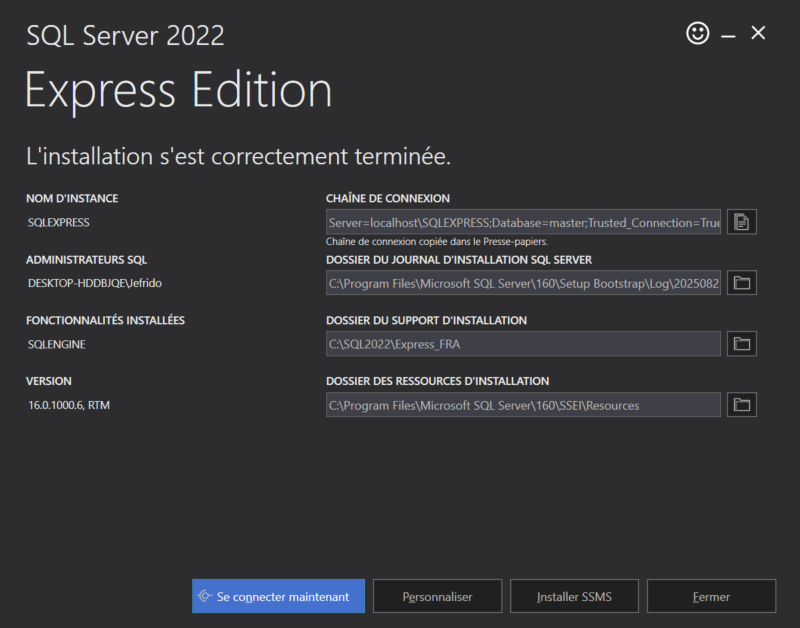 SQL Server 2022
Express Edition
L'installation s'est correctement terminée.
NOM D'INSTANCE
SQLEXPRESS
CHAÎNE DE CONNEXION
Server=localhost\SQLEXPRESS;Database=master;Trusted_Connection=True
Chaîne de connexion copiée dans le Presse-papiers.
ADMINISTRATEURS SQL
DESKTOP-HDDBJQE\Jefrido
DOSSIER DU JOURNAL D'INSTALLATION SQL SERVER
C:\Program Files\Microsoft SQL Server\160\Setup Bootstrap\Log\2025082
FONCTIONNALITÉS INSTALLÉES
SQLENGINE
DOSSIER DU SUPPORT D'INSTALLATION
C:\SQL2022\Express_FRA
VERSION
16.0.1000.6, RTM
DOSSIER DES RESSOURCES D'INSTALLATION
C:\Program Files\Microsoft SQL Server\160\SSEI\Resources
Se connecter maintenant
Personnaliser
Installer SSMS
Fermer